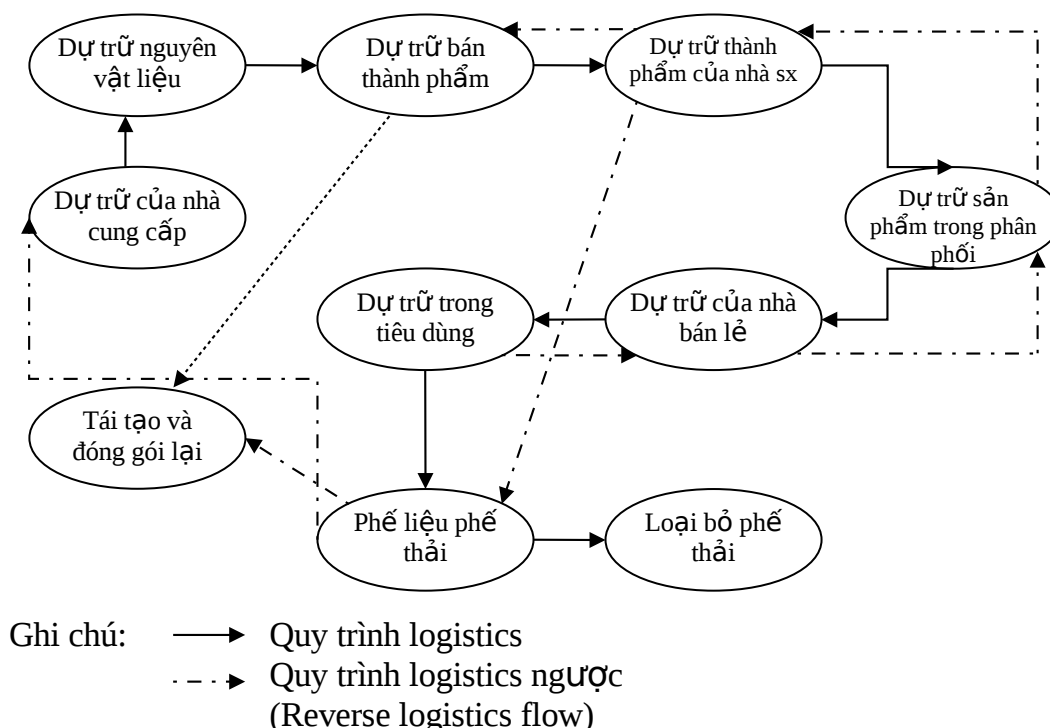 Dự trữ nguyên
vật liệu
Dự trữ bán
thành phẩm
Dự trữ thành
phẩm của nhà sx
Dự trữ của nhà
cung cấp
Dự trữ sản
phẩm trong phân
phối
Dự trữ trong
tiêu dùng
Dự trữ của nhà
bán lẻ
Tái tạo và
đóng gói lại
Phế liệu phế
thải
Loại bỏ phế
thải
Ghi chú:
Quy trình logistics
Quy trình logistics ngược
(Reverse logistics flow)